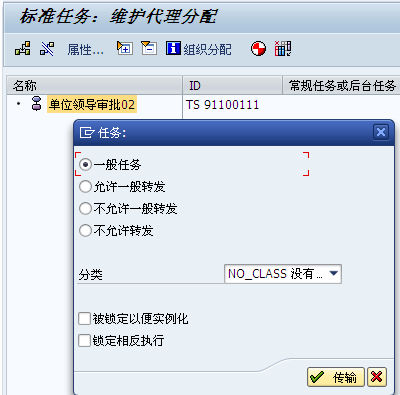 标准任务：维护代理分配
属性... 组织分配
名称 ID 常规任务或后台任务
单位领导审批02 TS 91100111
任务:
一般任务
允许一般转发
不允许一般转发
不允许转发
分类 NO_CLASS 没有...
被锁定以便实例化
锁定相反执行
传输